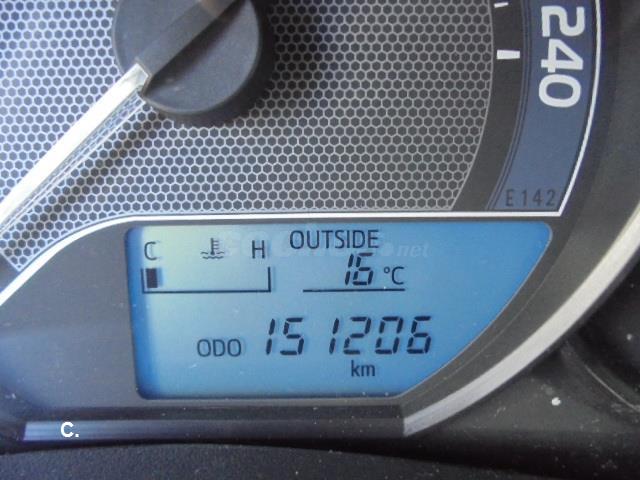 240
E142
OUTSIDE
C H
16 °C
ODO 151206
km
C.